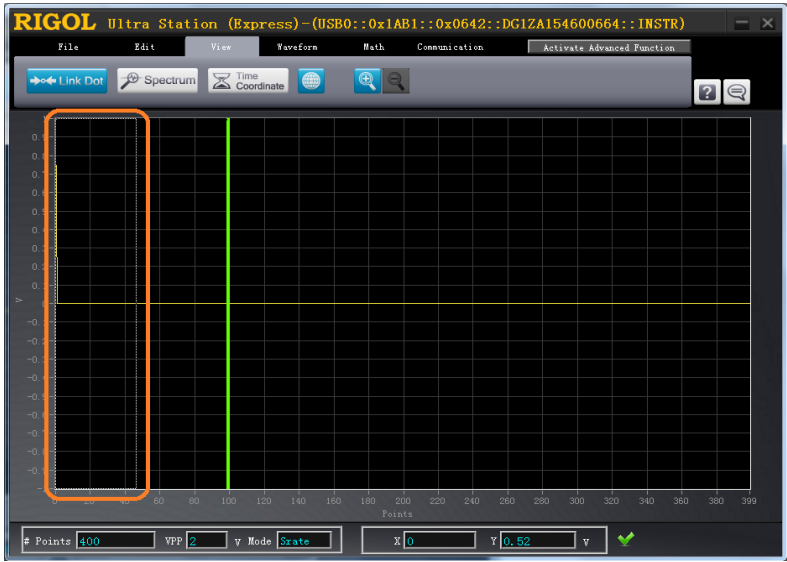 RIGOL Ultra Station (Express)-(USB0::0x1AB1::0x0642::DG1ZA154600664::INSTR)
File Edit View Waveform Math Communication Activate Advanced Function
Link Dot Spectrum Time Coordinate
?
V
0 20 40 60 80 100 120 140 160 180 200 220 240 260 280 300 320 340 360 380 399
Points
# Points 400 VPP 2 V Mode Srate X 0 Y 0.52 V